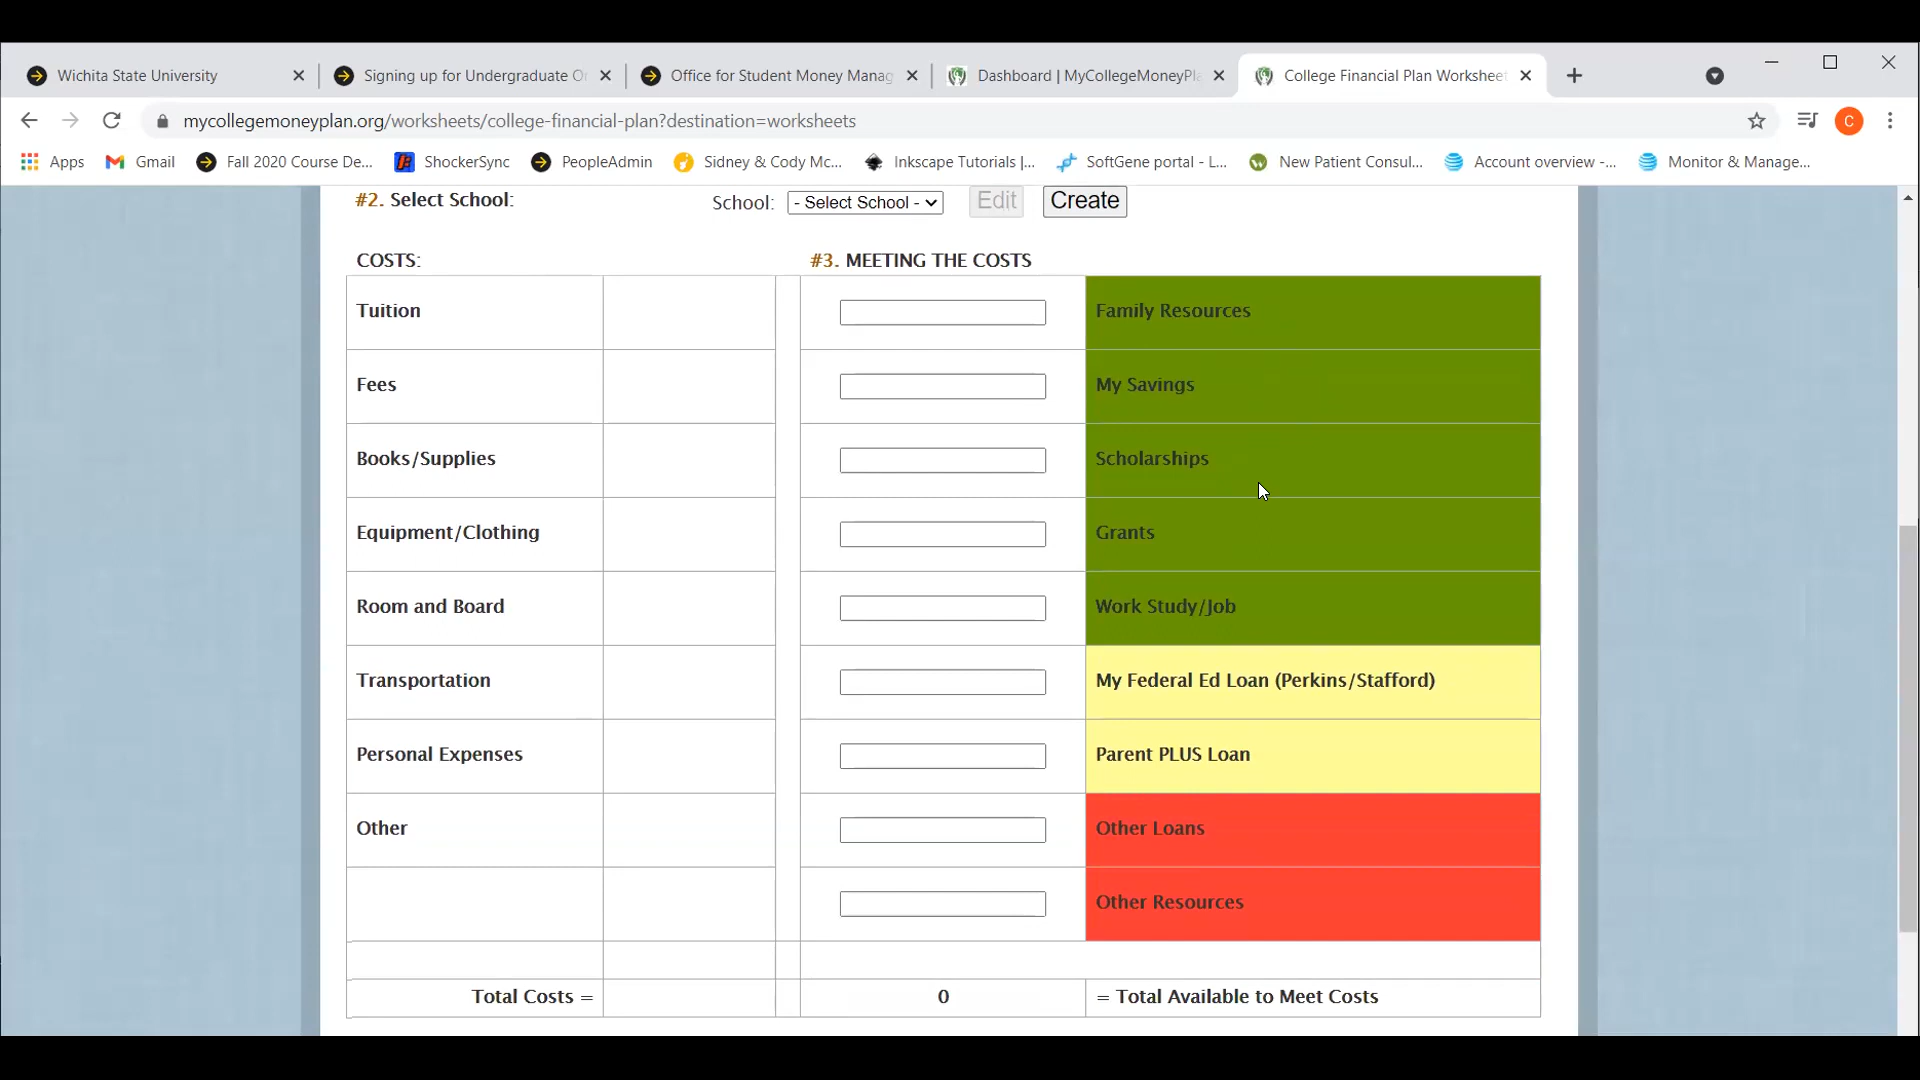 Wichita State University
Signing up for Undergraduate O
Office for Student Money Manag
Dashboard | MyCollegeMoneyPl
College Financial Plan Workshee
mycollegemoneyplan.org/worksheets/college-financial-plan?destination=worksheets
C
Apps
Gmail
Fall 2020 Course De...
ShockerSync
PeopleAdmin
Sidney & Cody Mc...
Inkscape Tutorials |...
SoftGene portal - L...
New Patient Consul...
Account overview -...
Monitor & Manage...
#2. Select School:
School:
- Select School -
Edit
Create
COSTS:
#3. MEETING THE COSTS
Tuition
Family Resources
Fees
My Savings
Books/Supplies
Scholarships
Equipment/Clothing
Grants
Room and Board
Work Study/Job
Transportation
My Federal Ed Loan (Perkins/Stafford)
Personal Expenses
Parent PLUS Loan
Other
Other Loans
Other Resources
Total Costs =
0
= Total Available to Meet Costs